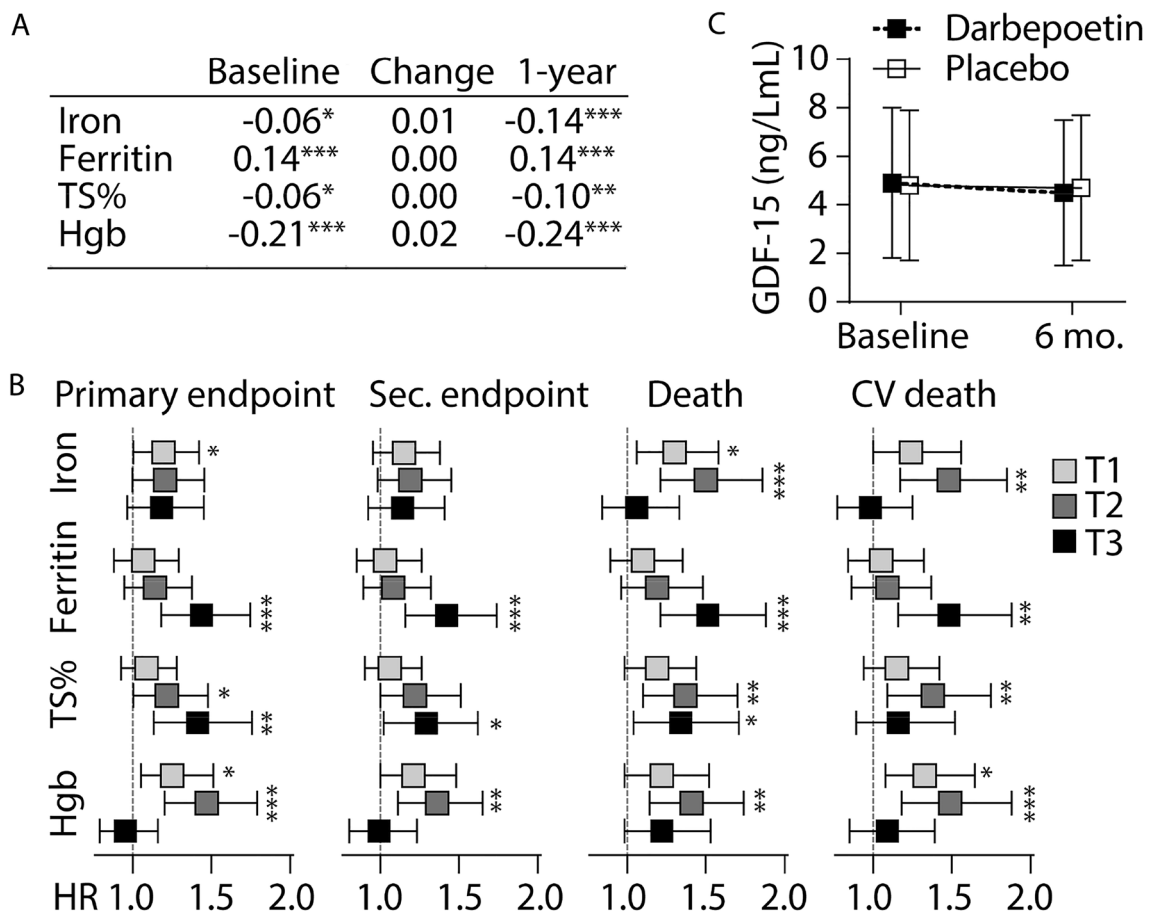 A
Baseline Change 1-year
Iron -0.06* 0.01 -0.14***
Ferritin 0.14*** 0.00 0.14***
TS% -0.06* 0.00 -0.10**
Hgb -0.21*** 0.02 -0.24***
C
Darbepoetin
Placebo
GDF-15 (ng/LmL)
10
8
6
4
2
0
Baseline 6 mo.
B
Primary endpoint Sec. endpoint Death CV death
Iron
* * ***  **
Ferritin
*** *** *** **
TS%
* ** * ** * **
Hgb
* *** ** ** * ***
T1
T2
T3
HR 1.0 1.5 2.0 1.0 1.5 2.0 1.0 1.5 2.0 1.0 1.5 2.0